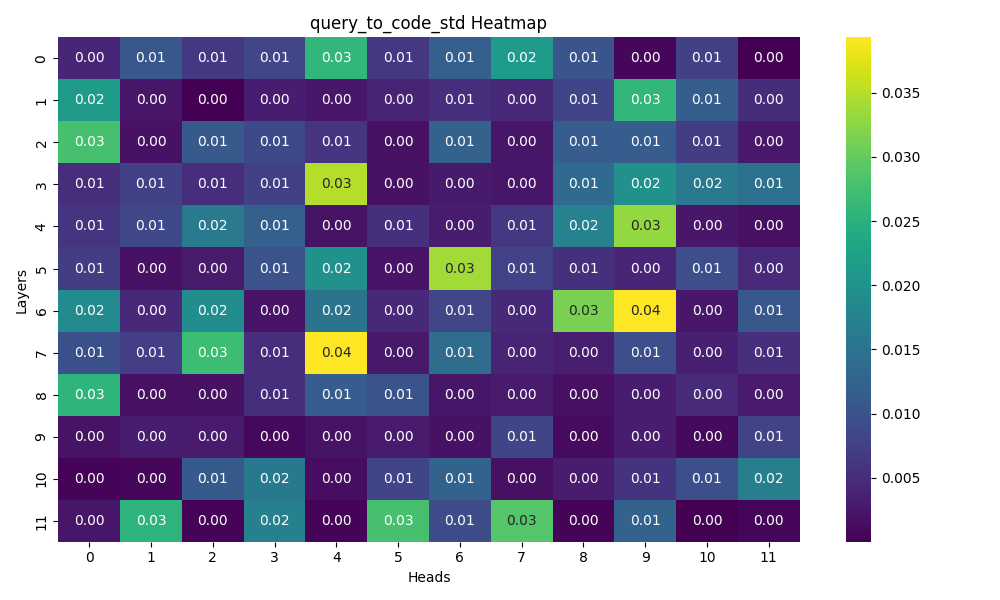 query_to_code_std Heatmap
Layers
0 0.00 0.01 0.01 0.01 0.03 0.01 0.01 0.02 0.01 0.00 0.01 0.00
1 0.02 0.00 0.00 0.00 0.00 0.00 0.01 0.00 0.01 0.03 0.01 0.00
2 0.03 0.00 0.01 0.01 0.01 0.00 0.01 0.00 0.01 0.01 0.01 0.00
3 0.01 0.01 0.01 0.01 0.03 0.00 0.00 0.00 0.01 0.02 0.02 0.01
4 0.01 0.01 0.02 0.01 0.00 0.01 0.00 0.01 0.02 0.03 0.00 0.00
5 0.01 0.00 0.00 0.01 0.02 0.00 0.03 0.01 0.01 0.00 0.01 0.00
6 0.02 0.00 0.02 0.00 0.02 0.00 0.01 0.00 0.03 0.04 0.00 0.01
7 0.01 0.01 0.03 0.01 0.04 0.00 0.01 0.00 0.00 0.01 0.00 0.01
8 0.03 0.00 0.00 0.01 0.01 0.01 0.00 0.00 0.00 0.00 0.00 0.00
9 0.00 0.00 0.00 0.00 0.00 0.00 0.00 0.01 0.00 0.00 0.00 0.01
10 0.00 0.00 0.01 0.02 0.00 0.01 0.01 0.00 0.00 0.01 0.01 0.02
11 0.00 0.03 0.00 0.02 0.00 0.03 0.01 0.03 0.00 0.01 0.00 0.00
0 1 2 3 4 5 6 7 8 9 10 11
Heads
0.035
0.030
0.025
0.020
0.015
0.010
0.005